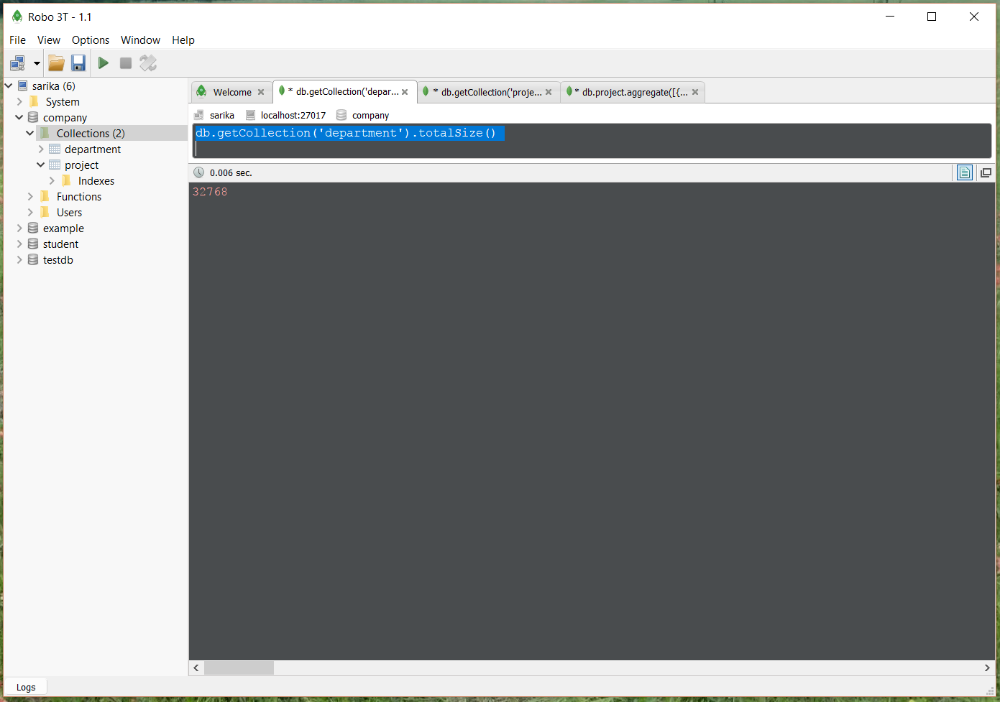 Robo 3T - 1.1
File View Options Window Help
sarika (6)
System
company
Collections (2)
department
project
Indexes
Functions
Users
example
student
testdb
Welcome
* db.getCollection('depar...
* db.getCollection('proje...
* db.project.aggregate([{...
sarika localhost:27017 company
db.getCollection('department').totalSize()
0.006 sec.
32768
Logs